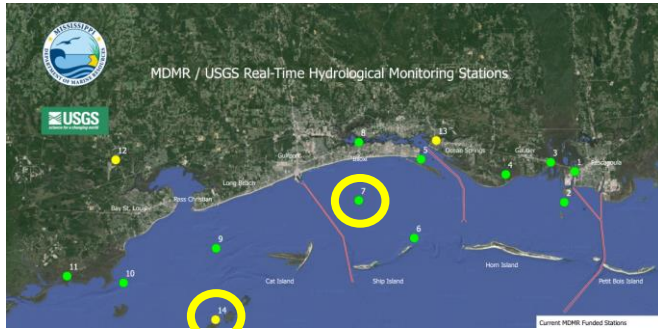 MISSISSIPPI
DEPARTMENT OF MARINE RESOURCES
MDMR / USGS Real-Time Hydrological Monitoring Stations
USGS
science for a changing world
12
13
8
Gulfport
Biloxi
Ocean Springs
5
Gautier
3
1
Pascagoula
4
Long Beach
Pass Christian
Bay St. Louis
7
2
6
9
11
10
Cat Island
Ship Island
Horn Island
Petit Bois Island
14
Current MDMR Funded Stations